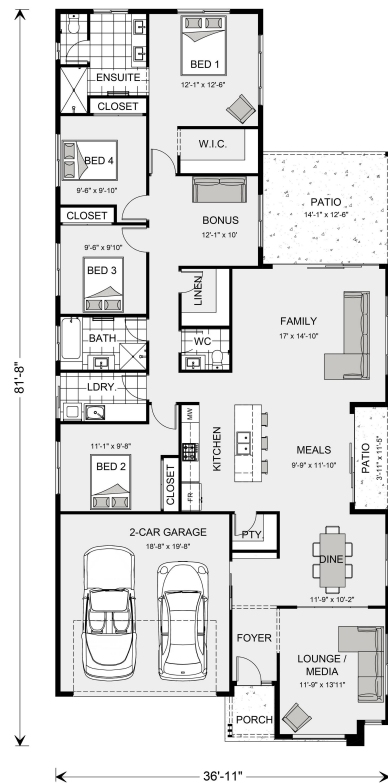 BED 1
12'-1" x 12'-6"
ENSUITE
CLOSET
W.I.C.
BED 4
9'-6" x 9'-10"
PATIO
14'-1" x 12'-6"
CLOSET
BONUS
12'-1" x 10'
9'-6" x 9'10"
BED 3
LINEN
FAMILY
17' x 14'-10"
BATH
WC
81'-8"
LDRY.
MW
KITCHEN
MEALS
9'-9" x 11'-10"
PATIO
3'-11" x 11'-5"
11'-1" x 9'-8"
BED 2
CLOSET
FR
2-CAR GARAGE
18'-8" x 19'-8"
PTY.
DINE
11'-9" x 10'-2"
FOYER
LOUNGE /
MEDIA
11'-9" x 13'11"
PORCH
36'-11"